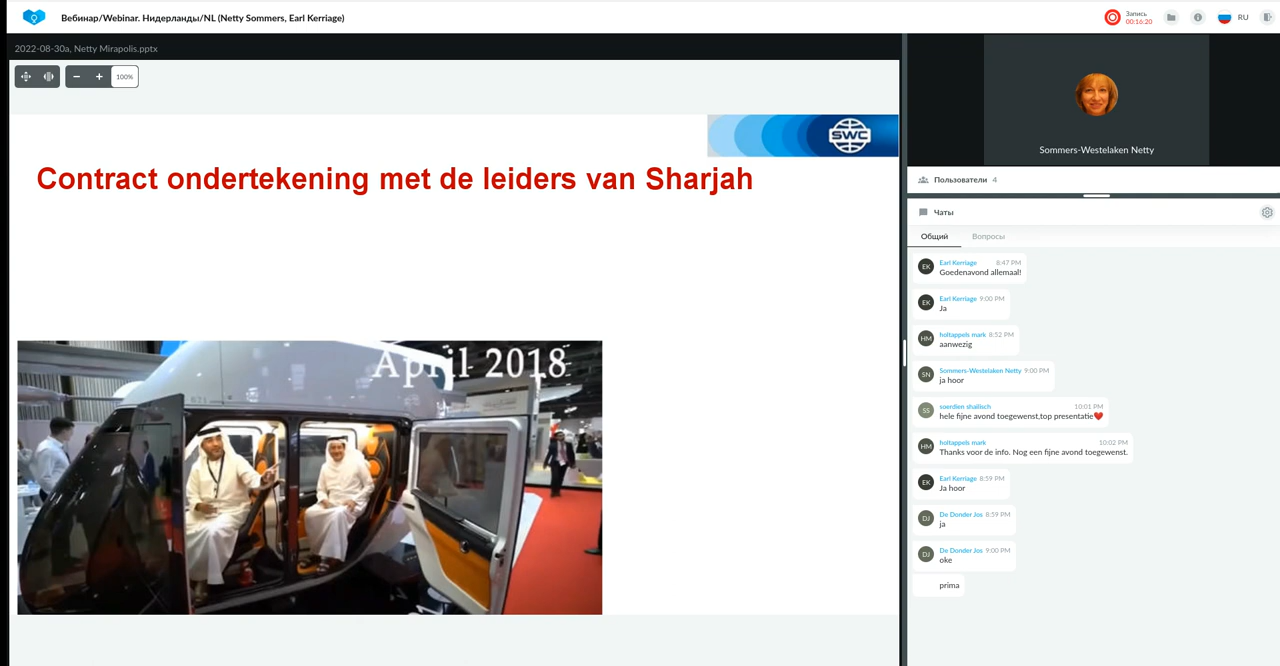 Вебинар/Webinar. Нидерланды/NL (Netty Sommers, Earl Kerriage)
Запись
00:16:20
RU
2022-08-30a, Netty Mirapolis.pptx
100%
SWC
Contract ondertekening met de leiders van Sharjah
April 2018
Sommers-Westelaken Netty
Пользователи 4
Чаты
Общий
Вопросы
EK
Earl Kerriage 8:47 PM
Goedenavond allemaal!
EK
Earl Kerriage 9:00 PM
Ja
HM
holtappels mark 8:52 PM
aanwezig
SN
Sommers-Westelaken Netty 9:00 PM
ja hoor
SS
soerdien shailisch 10:01 PM
hele fijne avond toegewenst,top presentatie❤️
HM
holtappels mark 10:02 PM
Thanks voor de info. Nog een fijne avond toegewenst.
EK
Earl Kerriage 8:59 PM
Ja hoor
DJ
De Donder Jos 8:59 PM
ja
DJ
De Donder Jos 9:00 PM
oke
prima